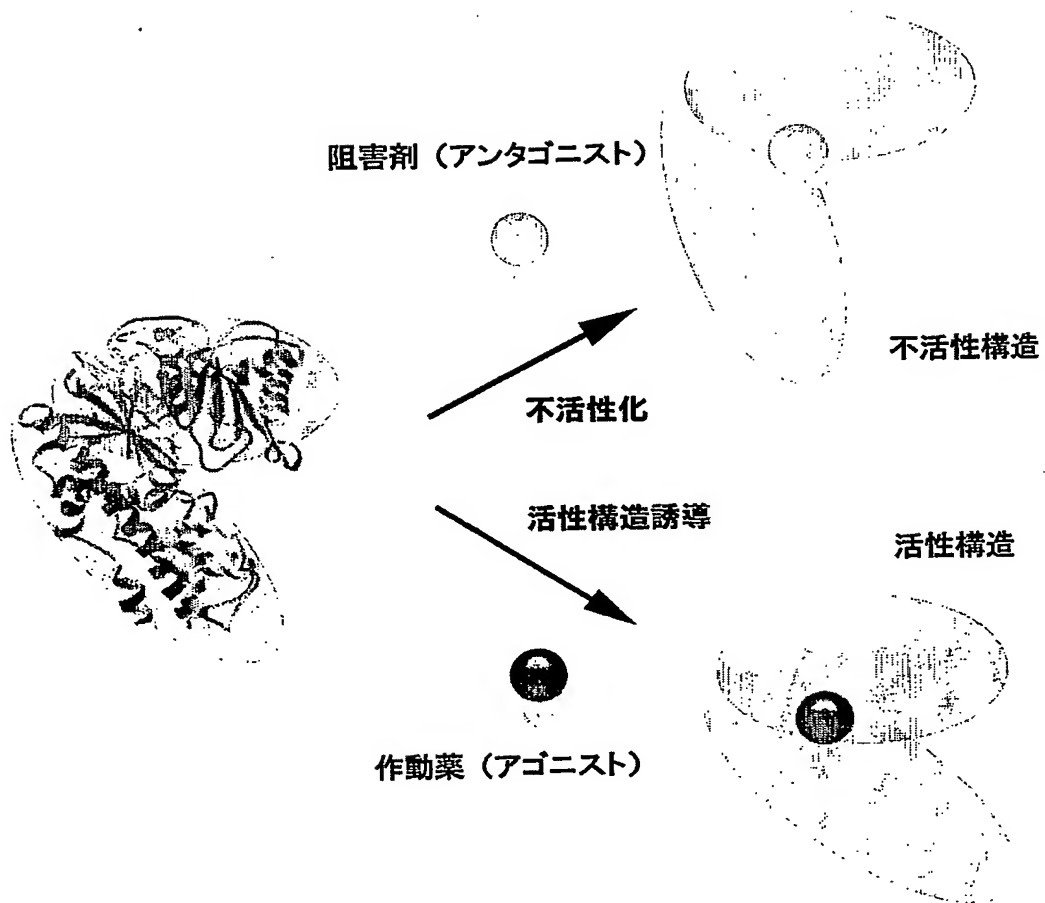 阻害剤（アンタゴニスト）
不活性構造
不活性化
活性構造誘導
活性構造
作動薬（アゴニスト）